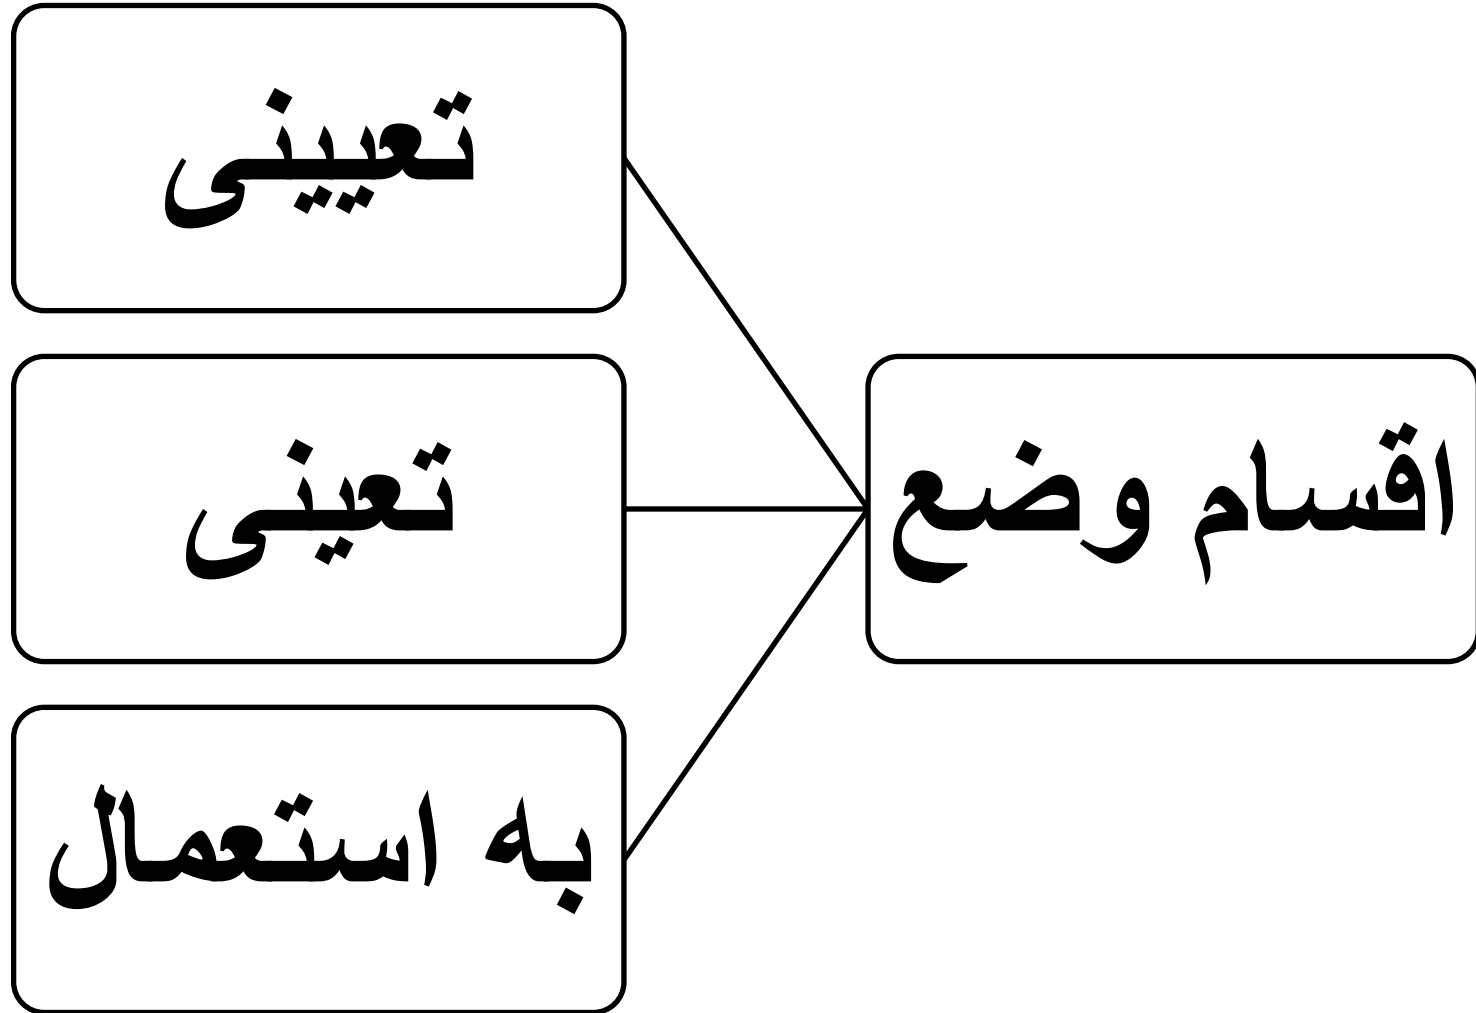 اقسام وضع
تعیینی
تعینی
به استعمال